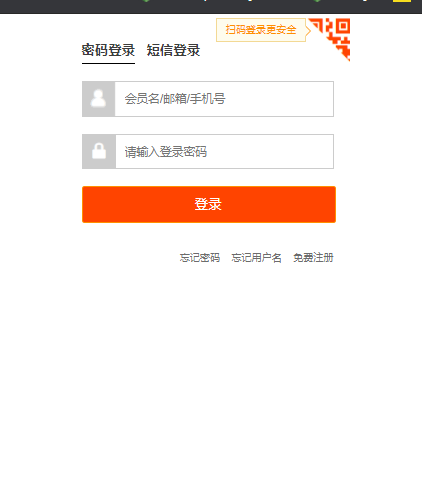 扫码登录更安全
密码登录 短信登录
会员名/邮箱/手机号
请输入登录密码
登录
忘记密码 忘记用户名 免费注册